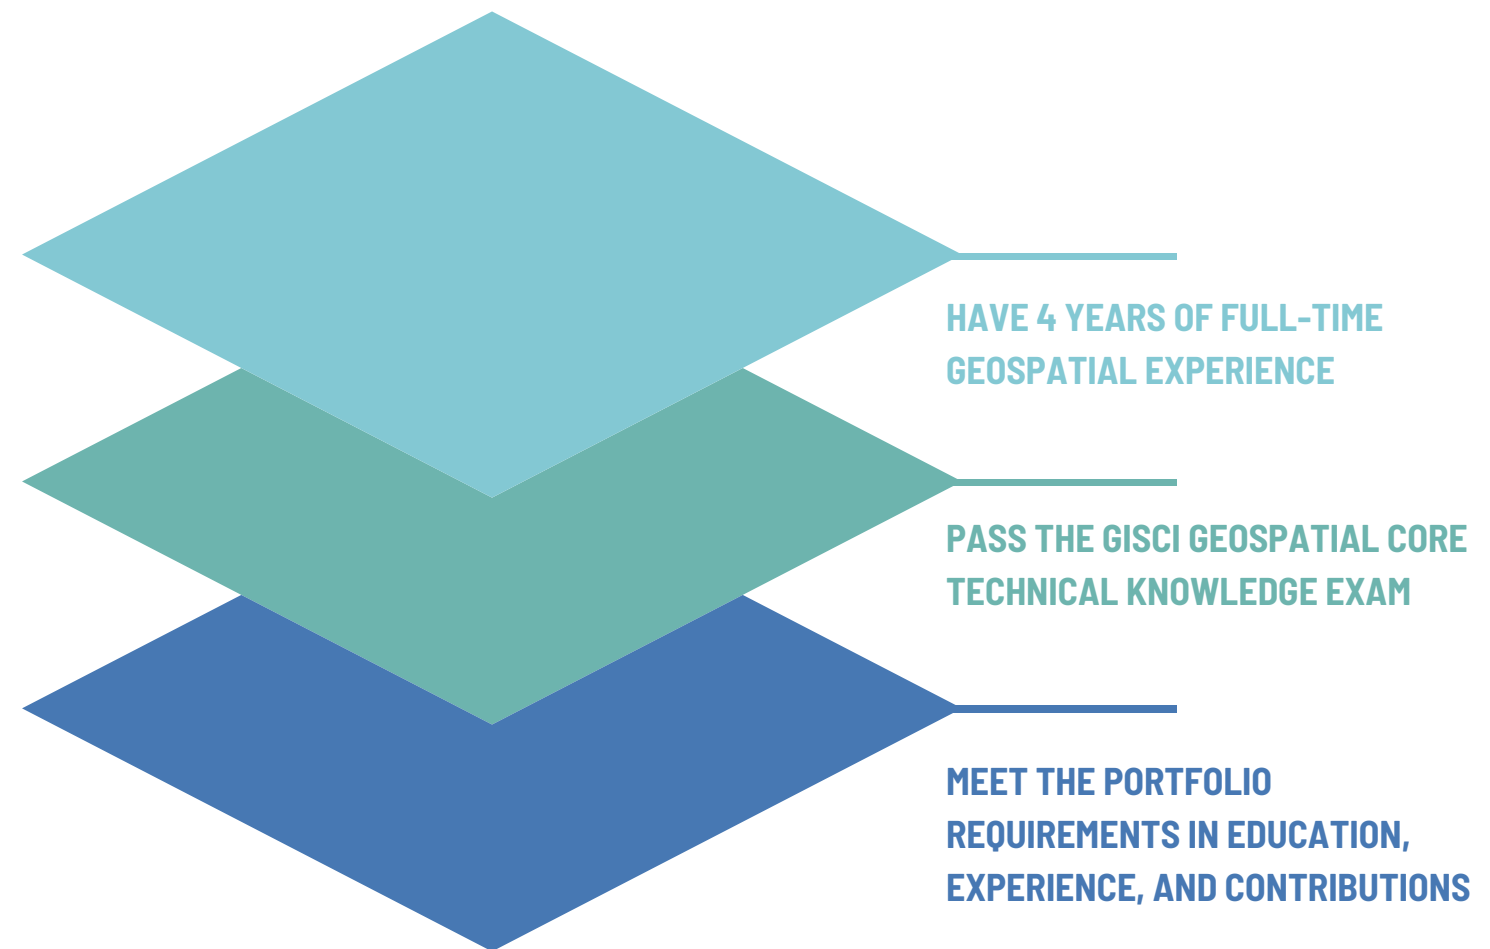 HAVE 4 YEARS OF FULL-TIME
GEOSPATIAL EXPERIENCE
PASS THE GISCI GEOSPATIAL CORE
TECHNICAL KNOWLEDGE EXAM
MEET THE PORTFOLIO
REQUIREMENTS IN EDUCATION,
EXPERIENCE, AND CONTRIBUTIONS